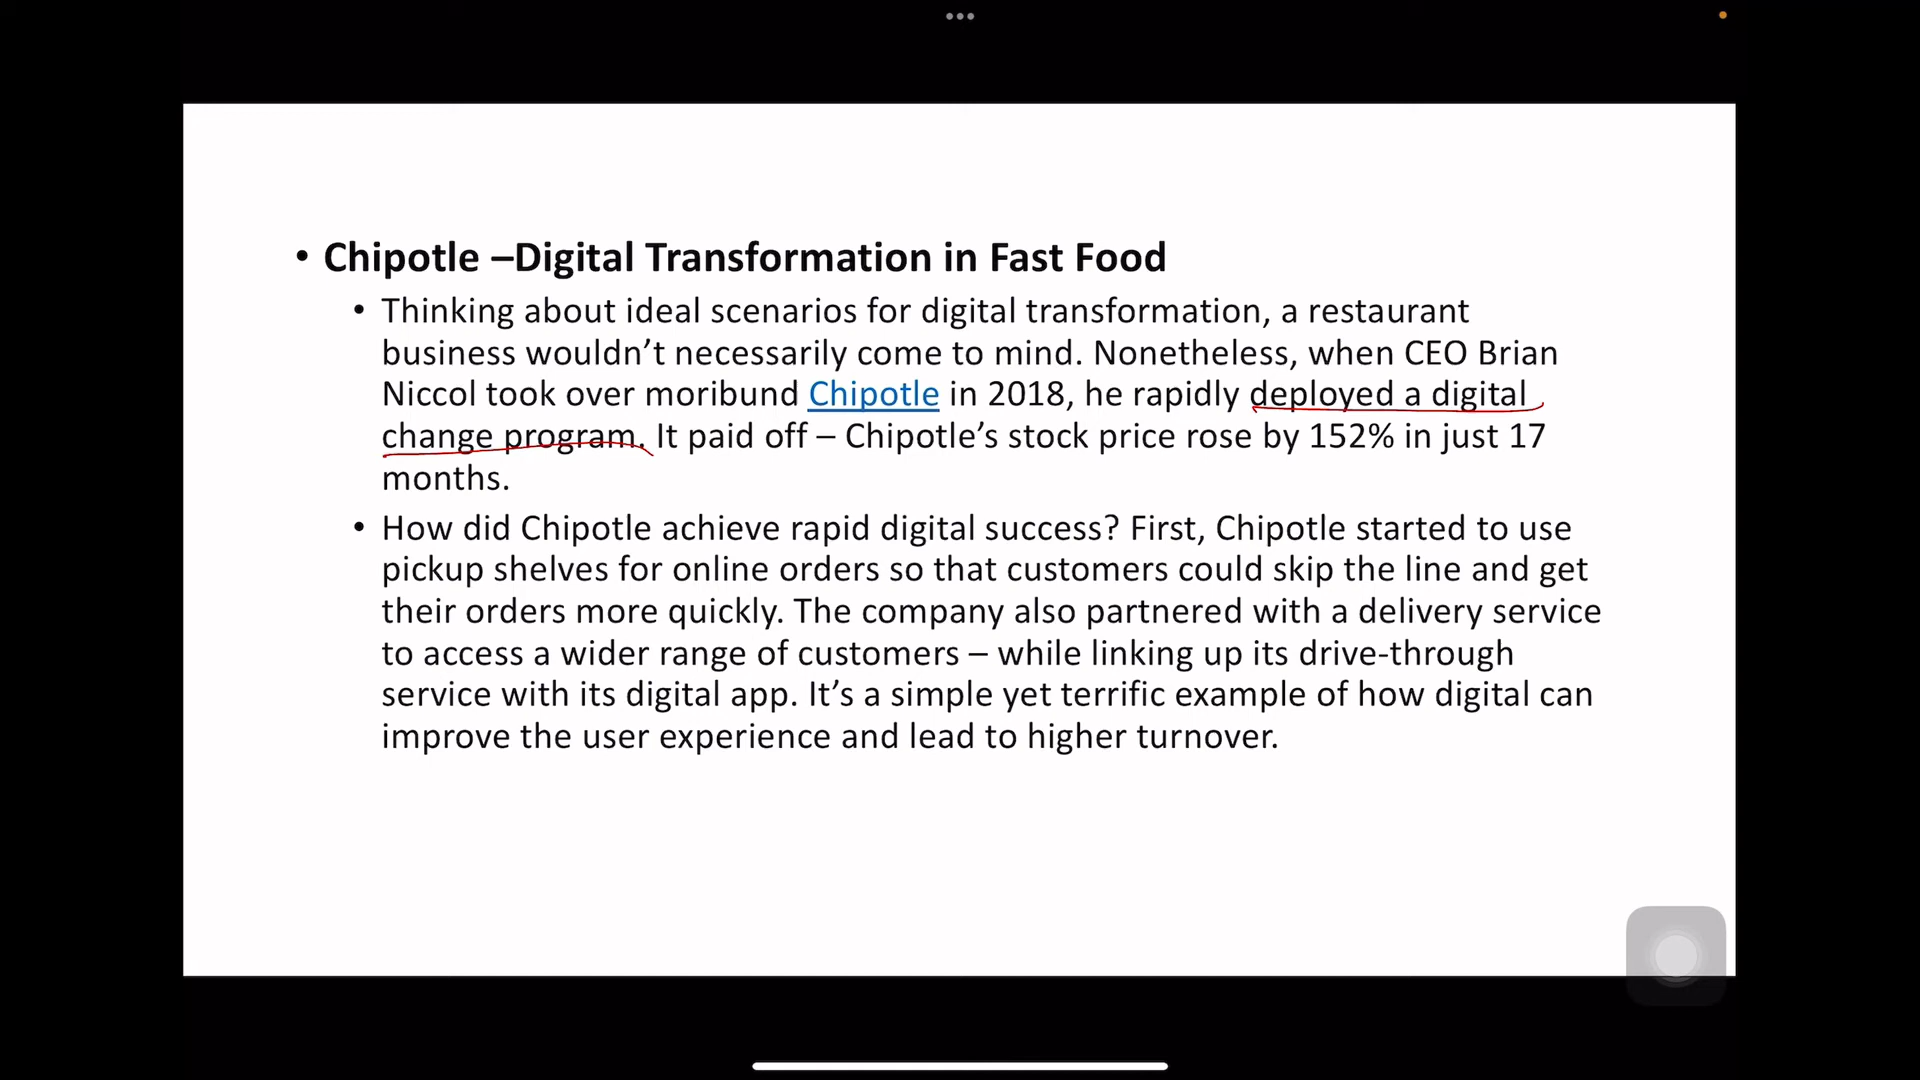 • Chipotle –Digital Transformation in Fast Food
• Thinking about ideal scenarios for digital transformation, a restaurant
business wouldn’t necessarily come to mind. Nonetheless, when CEO Brian
Niccol took over moribund Chipotle in 2018, he rapidly deployed a digital
change program. It paid off – Chipotle’s stock price rose by 152% in just 17
months.
• How did Chipotle achieve rapid digital success? First, Chipotle started to use
pickup shelves for online orders so that customers could skip the line and get
their orders more quickly. The company also partnered with a delivery service
to access a wider range of customers – while linking up its drive-through
service with its digital app. It’s a simple yet terrific example of how digital can
improve the user experience and lead to higher turnover.